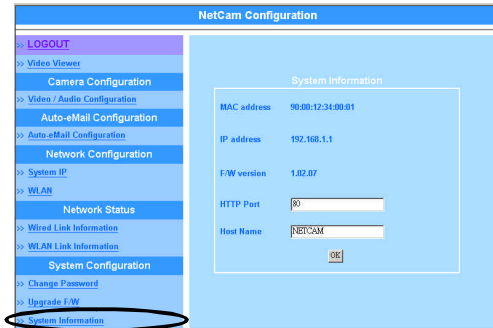 NetCam Configuration
>> LOGOUT
>> Video Viewer
Camera Configuration
>> Video / Audio Configuration
Auto-eMail Configuration
>> Auto-eMail Configuration
Network Configuration
>> System IP
>> WLAN
Network Status
>> Wired Link Information
>> WLAN Link Information
System Configuration
>> Change Password
>> Upgrade F/W
>> System Information
System Information
MAC address 90:00:12:34:00:01
IP address 192.168.1.1
F/W version 1.02.07
HTTP Port 80
Host Name NETCAM
OK